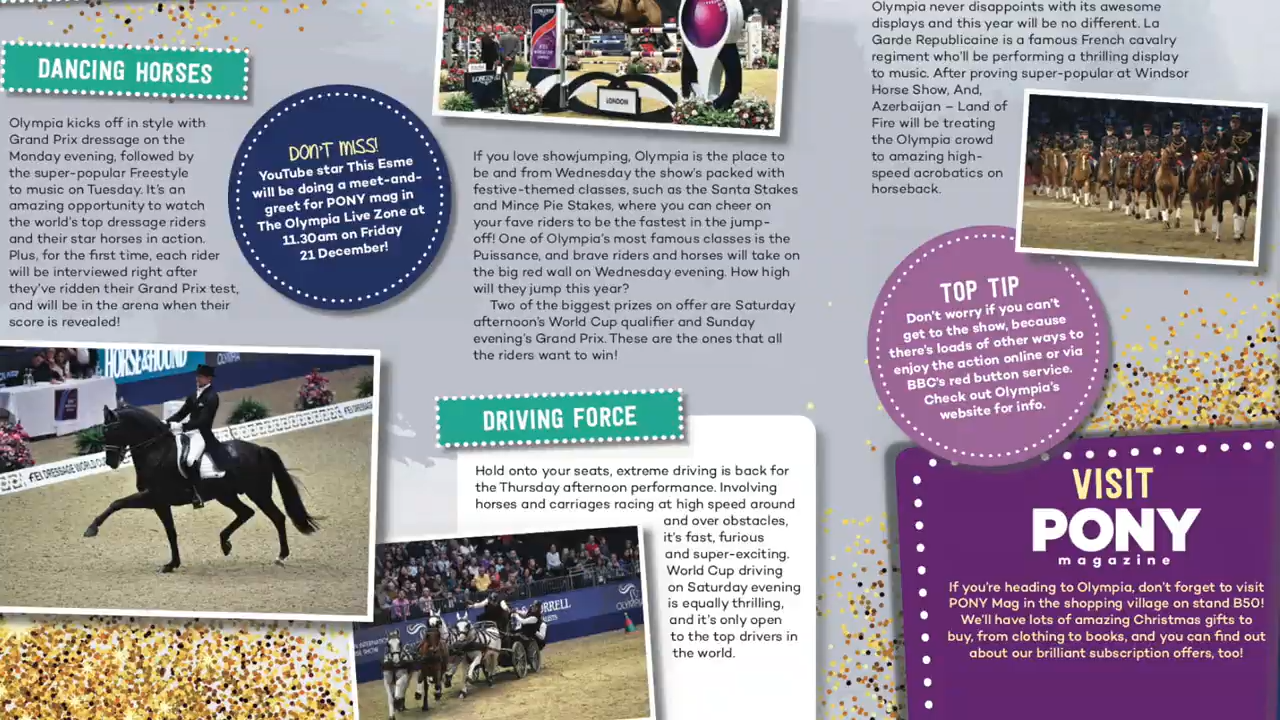 DANCING HORSES
Olympia kicks off in style with
Grand Prix dressage on the
Monday evening, followed by
the super-popular Freestyle
to music on Tuesday. It's an
amazing opportunity to watch
the world's top dressage riders
and their star horses in action.
Plus, for the first time, each rider
will be interviewed right after
they've ridden their Grand Prix test,
and will be in the arena when their
score is revealed!
DON'T MISS!
YouTube star This Esme
will be doing a meet-and-
greet for PONY mag in
The Olympia Live Zone at
11.30am on Friday
21 December!
HORSE&HOUND
LONGINES
LONDON
If you love showjumping, Olympia is the place to
be and from Wednesday the show's packed with
festive-themed classes, such as the Santa Stakes
and Mince Pie Stakes, where you can cheer on
your fave riders to be the fastest in the jump-
off! One of Olympia's most famous classes is the
Puissance, and brave riders and horses will take on
the big red wall on Wednesday evening. How high
will they jump this year?
Two of the biggest prizes on offer are Saturday
afternoon's World Cup qualifier and Sunday
evening's Grand Prix. These are the ones that all
the riders want to win!
DRIVING FORCE
Hold onto your seats, extreme driving is back for
the Thursday afternoon performance. Involving
horses and carriages racing at high speed around
and over obstacles,
it's fast, furious
and super-exciting.
World Cup driving
on Saturday evening
is equally thrilling,
and it's only open
to the top drivers in
the world.
Olympia never disappoints with its awesome
displays and this year will be no different. La
Garde Republicaine is a famous French cavalry
regiment who'll be performing a thrilling display
to music. After proving super-popular at Windsor
Horse Show, And,
Azerbaijan – Land of
Fire will be treating
the Olympia crowd
to amazing high-
speed acrobatics on
horseback.
TOP TIP
Don't worry if you can't
get to the show, because
there's loads of other ways to
enjoy the action online or via
BBC's red button service.
Check out Olympia's
website for info.
VISIT
PONY
magazine
If you're heading to Olympia, don't forget to visit
PONY Mag in the shopping village on stand B50!
We'll have lots of amazing Christmas gifts to
buy, from clothing to books, and you can find out
about our brilliant subscription offers, too!